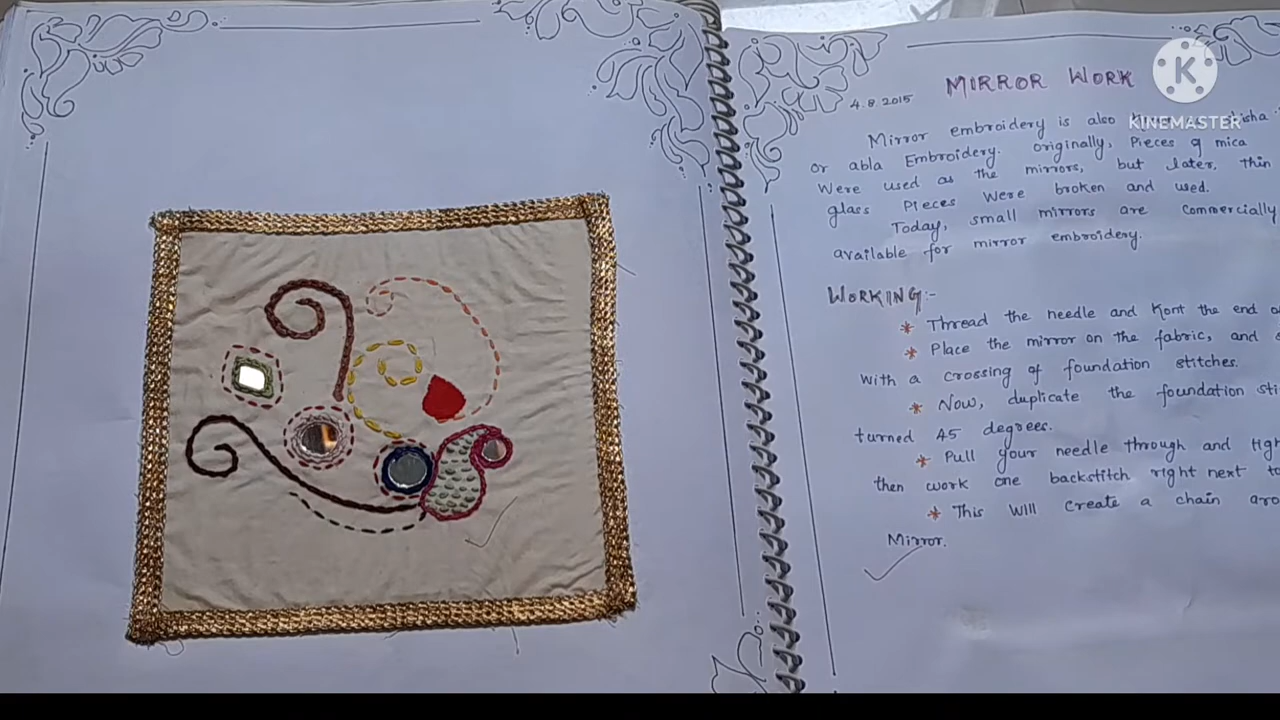 MIRROR WORK
4.8.2015
K
KINEMASTER
Mirror embroidery is also
or abla Embroidery. originally, Pieces of mica
Were used as the mirrors, but later, thin
glass Pieces Were broken and used.
Today, small mirrors are commercially
available for mirror embroidery.
WORKING:-
* Thread the needle and Kont the end
* Place the mirror on the fabric, and
with a crossing of foundation stitches.
* Now, duplicate the foundation
turned 45 degrees.
* Pull your needle through and
then work one backstitch right next
* This Will create a chain
Mirror.